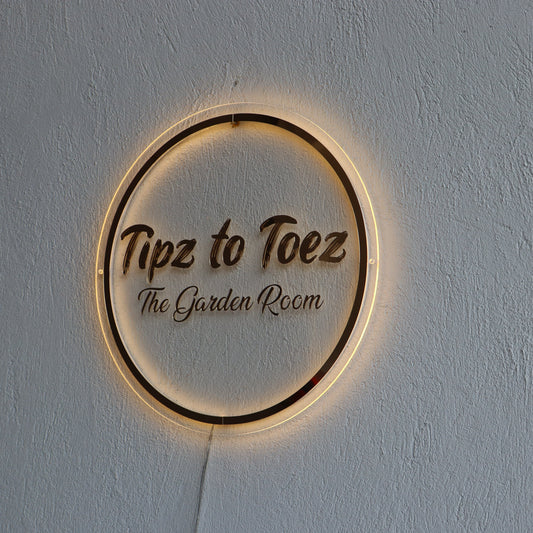 Tipz to Toez
The Garden Room